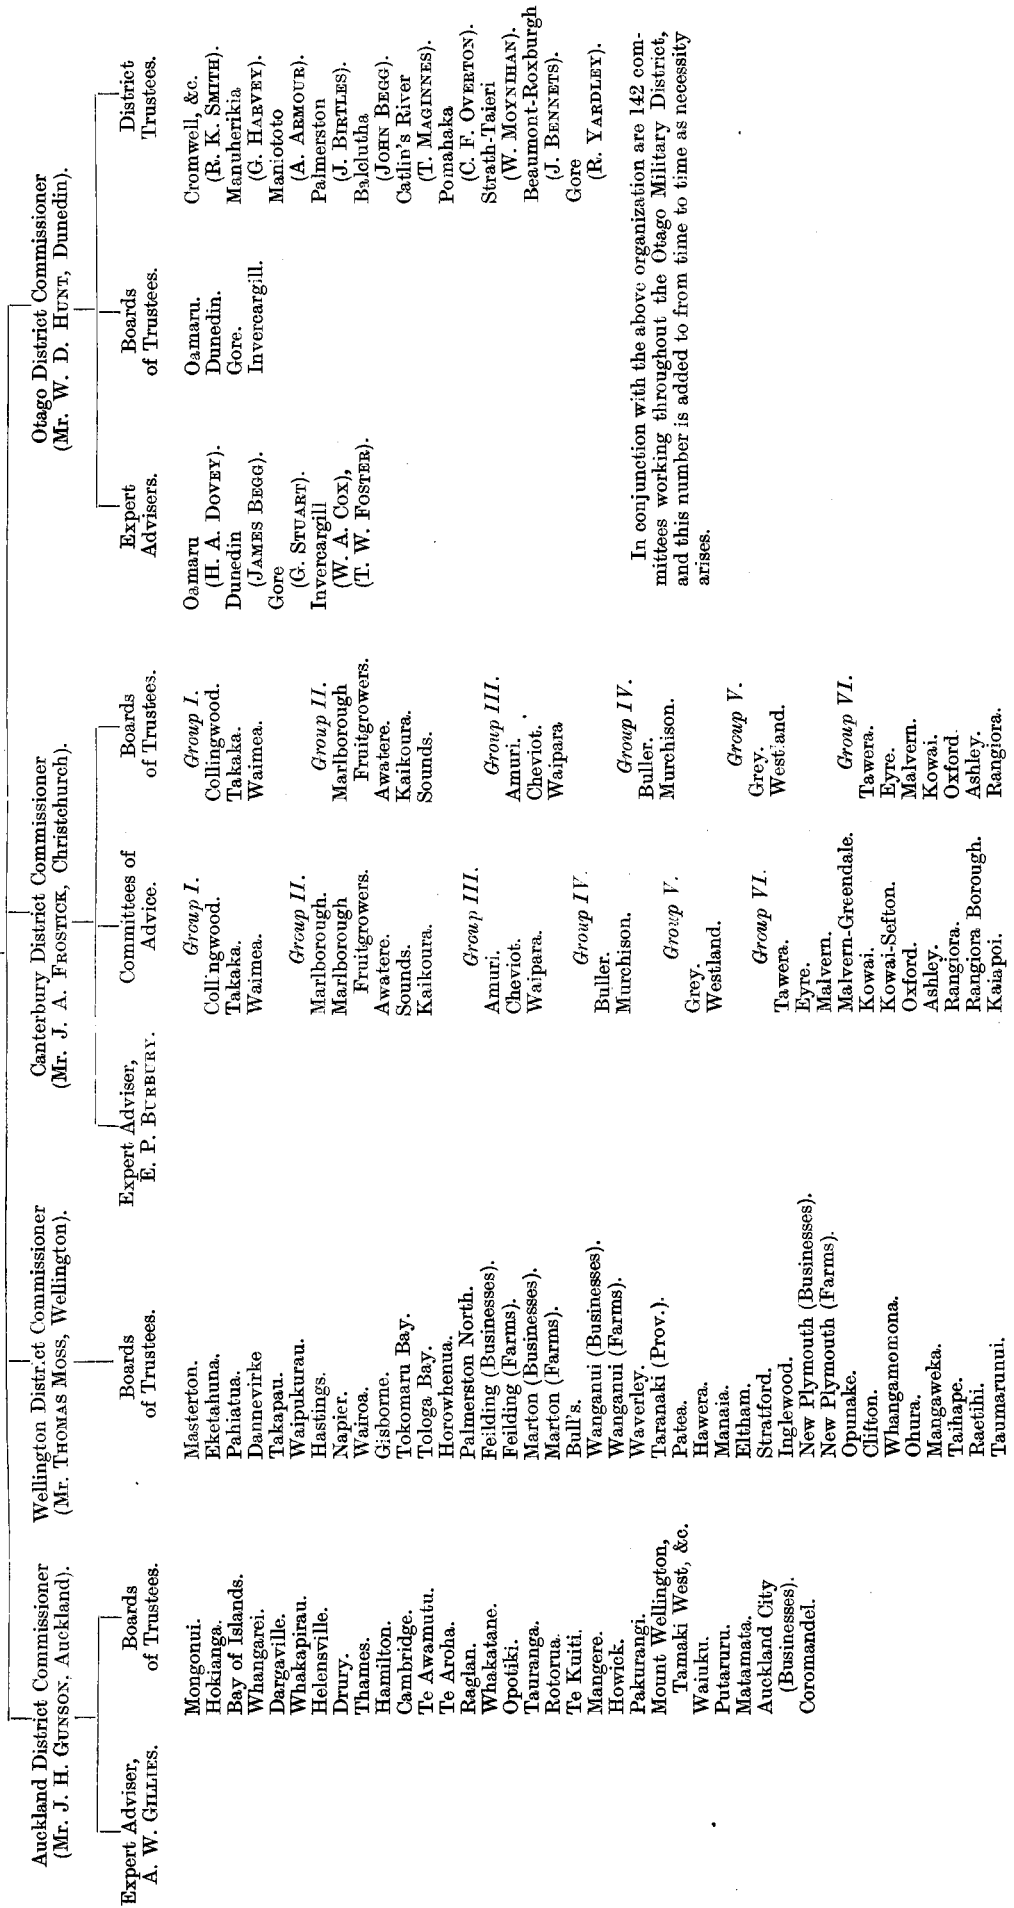 Auckland District Commissioner
(Mr. J. H. GUNSON, Auckland).
Expert Adviser,
A. W. GILLIES.
Boards
of Trustees.
Mongonui.
Hokianga.
Bay of Islands.
Whangarei.
Dargaville.
Whakapirau.
Helensville.
Drury.
Thames.
Hamilton.
Cambridge.
Te Awamutu.
Te Aroha.
Raglan.
Whakatane.
Opotiki.
Tauranga.
Rotorua.
Te Kuiti.
Mangere.
Howick.
Pakurangi.
Mount Wellington,
Tamaki West, &c.
Waiuku.
Putaruru.
Matamata.
Auckland City
(Businesses).
Coromandel.
Wellington District Commissioner
(Mr. THOMAS MOSS, Wellington).
Boards
of Trustees.
Masterton.
Eketahuna.
Pahiatua.
Dannevirke
Takapau.
Waipukurau.
Hastings.
Napier.
Wairoa.
Gisborne.
Tokomaru Bay.
Tologa Bay.
Horowhenua.
Palmerston North.
Feilding (Businesses).
Feilding (Farms).
Marton (Businesses).
Marton (Farms).
Bull's.
Wanganui (Businesses).
Wanganui (Farms).
Waverley.
Taranaki (Prov.).
Patea.
Hawera.
Manaia.
Eltham.
Stratford.
Inglewood.
New Plymouth (Businesses).
New Plymouth (Farms).
Opunake.
Clifton.
Whangamomona.
Ohura.
Mangaweka.
Taihape.
Raetihi.
Taumarunui.
Canterbury District Commissioner
(Mr. J. A. FROSTICK, Christchurch).
Expert Adviser,
E. P. BURBURY.
Committees of
Advice.
Group I.
Collingwood.
Takaka.
Waimea.
Group II.
Marlborough.
Marlborough
Fruitgrowers.
Awatere.
Sounds.
Kaikoura.
Group III.
Amuri.
Cheviot.
Waipara.
Group IV.
Buller.
Murchison.
Group V.
Grey.
Westland.
Group VI.
Tawera.
Eyre.
Malvern.
Malvern-Greendale.
Kowai.
Kowai-Sefton.
Oxford.
Ashley.
Rangiora.
Rangiora Borough.
Kaiapoi.
Boards
of Trustees.
Group I.
Collingwood.
Takaka.
Waimea.
Group II.
Marlborough
Fruitgrowers.
Awatere.
Kaikoura.
Sounds.
Group III.
Amuri.
Cheviot.
Waipara
Group IV.
Buller.
Murchison.
Group V.
Grey.
Westland.
Group VI.
Tawera.
Eyre.
Malvern.
Kowai.
Oxford.
Ashley.
Rangiora.
Otago District Commissioner
(Mr. W. D. HUNT, Dunedin).
Expert
Advisers.
Oamaru
(H. A. DOVEY).
Dunedin
(JAMES BEGG).
Gore
(G. STUART).
Invercargill
(W. A. COX),
(T. W. FOSTER).
Boards
of Trustees.
Oamaru.
Dunedin.
Gore.
Invercargill.
District
Trustees.
Cromwell, &c.
(R. K. SMITH).
Manuherikia
(G. HARVEY).
Maniototo
(A. ARMOUR).
Palmerston
(J. BIRTLES).
Balclutha
(JOHN BEGG).
Catlin's River
(T. MAGINNES).
Pomahaka
(C. F. OVERTON).
Strath-Taieri
(W. MOYNIHAN).
Beaumont-Roxburgh
(J. BENNETS).
Gore
(R. YARDLEY).
In conjunction with the above organization are 142 com-
mittees working throughout the Otago Military District,
and this number is added to from time to time as necessity
arises.